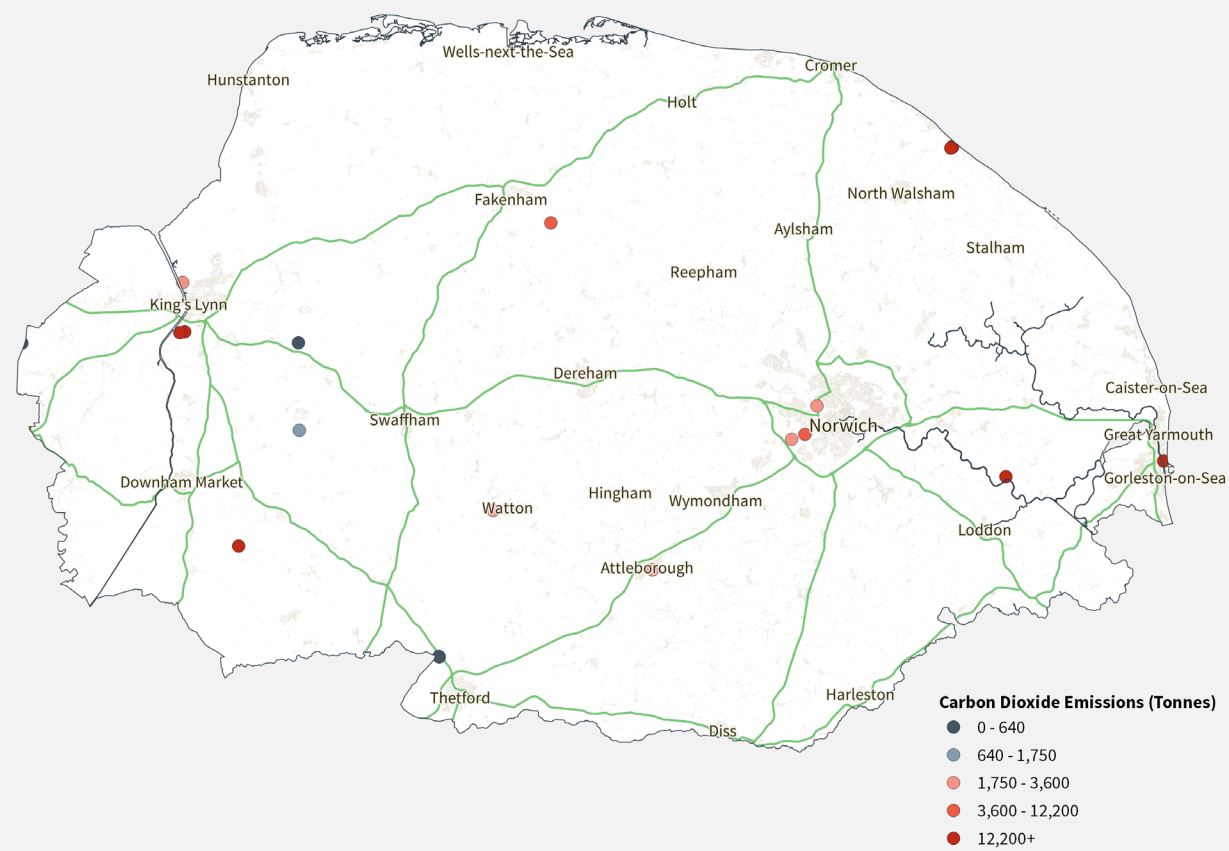 Wells-next-the-Sea
Cromer
Hunstanton
Holt
North Walsham
Fakenham
Aylsham
Stalham
Reepham
King's Lynn
Dereham
Caister-on-Sea
Swaffham
Norwich
Great Yarmouth
Gorleston-on-Sea
Downham Market
Hingham
Wymondham
Watton
Loddon
Attleborough
Thetford
Harleston
Diss
Carbon Dioxide Emissions (Tonnes)
0 - 640
640 - 1,750
1,750 - 3,600
3,600 - 12,200
12,200+